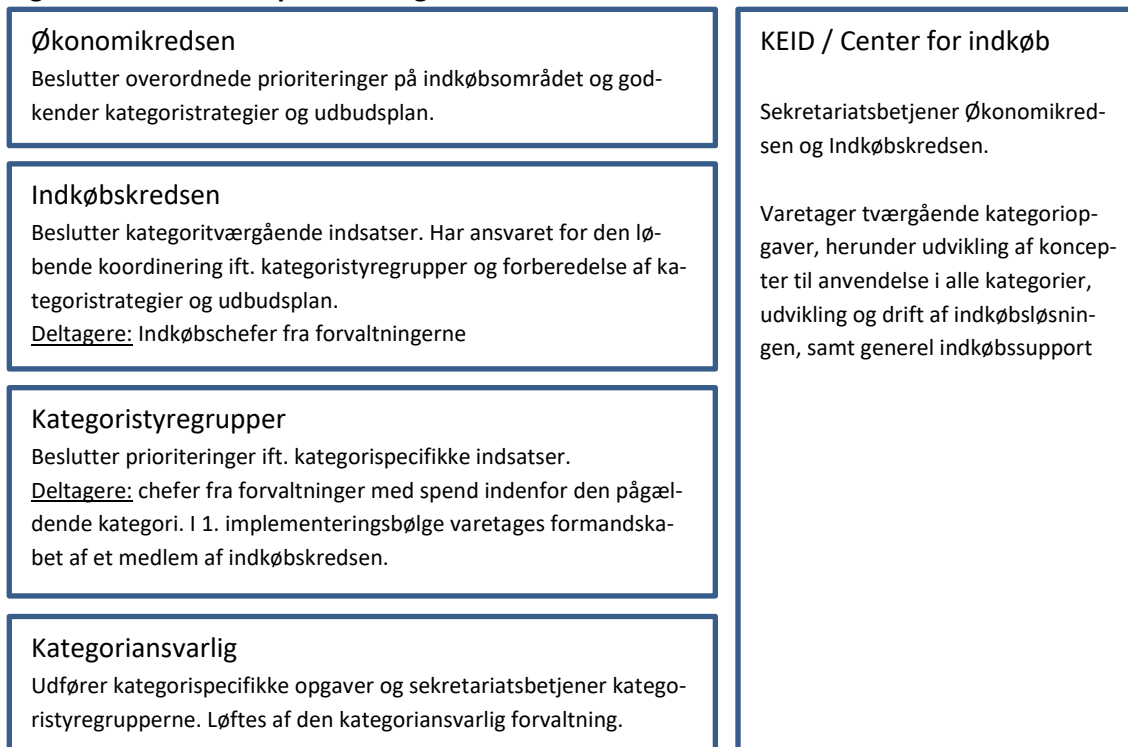 Økonomikredsen
Beslutter overordnede prioriteringer på indkøbsområdet og god-
kender kategoristrategier og udbudsplan.
Indkøbskredsen
Beslutter kategoritværgående indsatser. Har ansvaret for den lø-
bende koordinering ift. kategoristyregrupper og forberedelse af ka-
tegoristrategier og udbudsplan.
Deltagere: Indkøbschefer fra forvaltningerne
Kategoristyregrupper
Beslutter prioriteringer ift. kategorispecifikke indsatser.
Deltagere: chefer fra forvaltninger med spend indenfor den pågæl-
dende kategori. I 1. implementeringsbølge varetages formandska-
bet af et medlem af indkøbskredsen.
Kategoriansvarlig
Udfører kategorispecifikke opgaver og sekretariatsbetjener katego-
ristyregrupperne. Løftes af den kategoriansvarlig forvaltning.
KEID / Center for indkøb
Sekretariatsbetjener Økonomikred-
sen og Indkøbskredsen.
Varetager tværgående kategoriop-
gaver, herunder udvikling af koncep-
ter til anvendelse i alle kategorier,
udvikling og drift af indkøbsløsnin-
gen, samt generel indkøbssupport